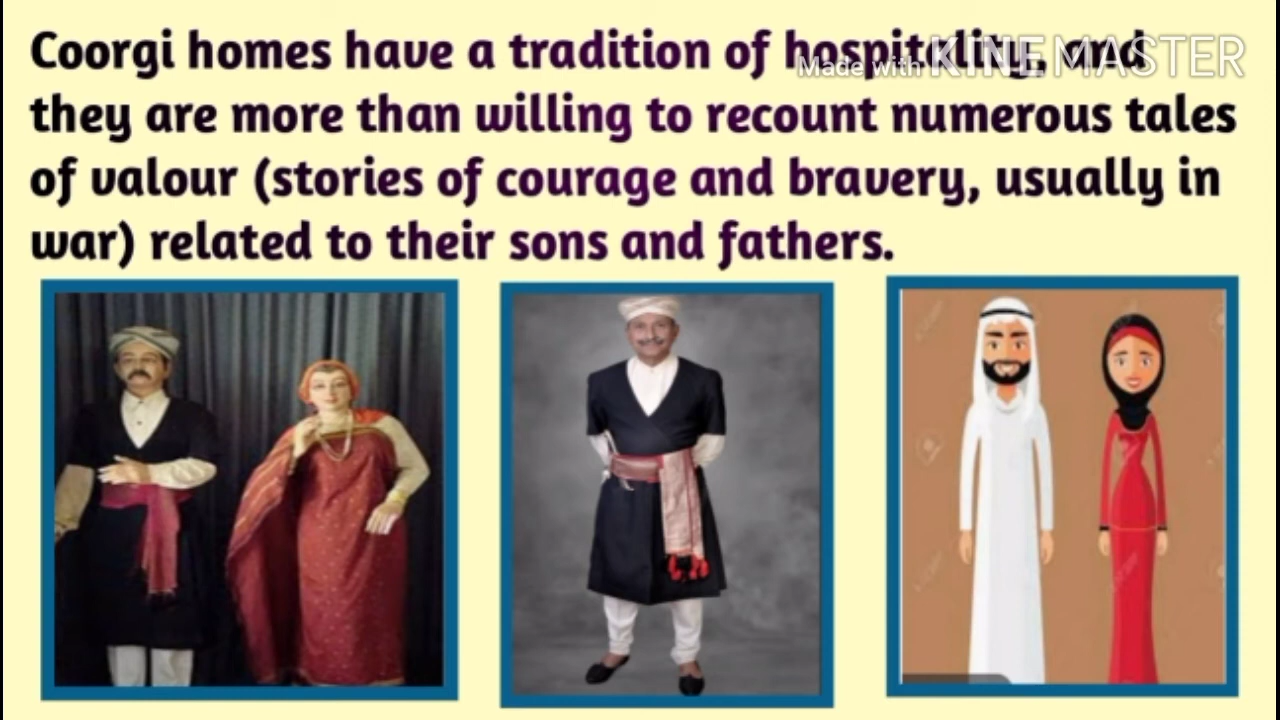 Coorgi homes have a tradition of hospitality, and
Made with KINEMASTER
they are more than willing to recount numerous tales
of valour (stories of courage and bravery, usually in
war) related to their sons and fathers.